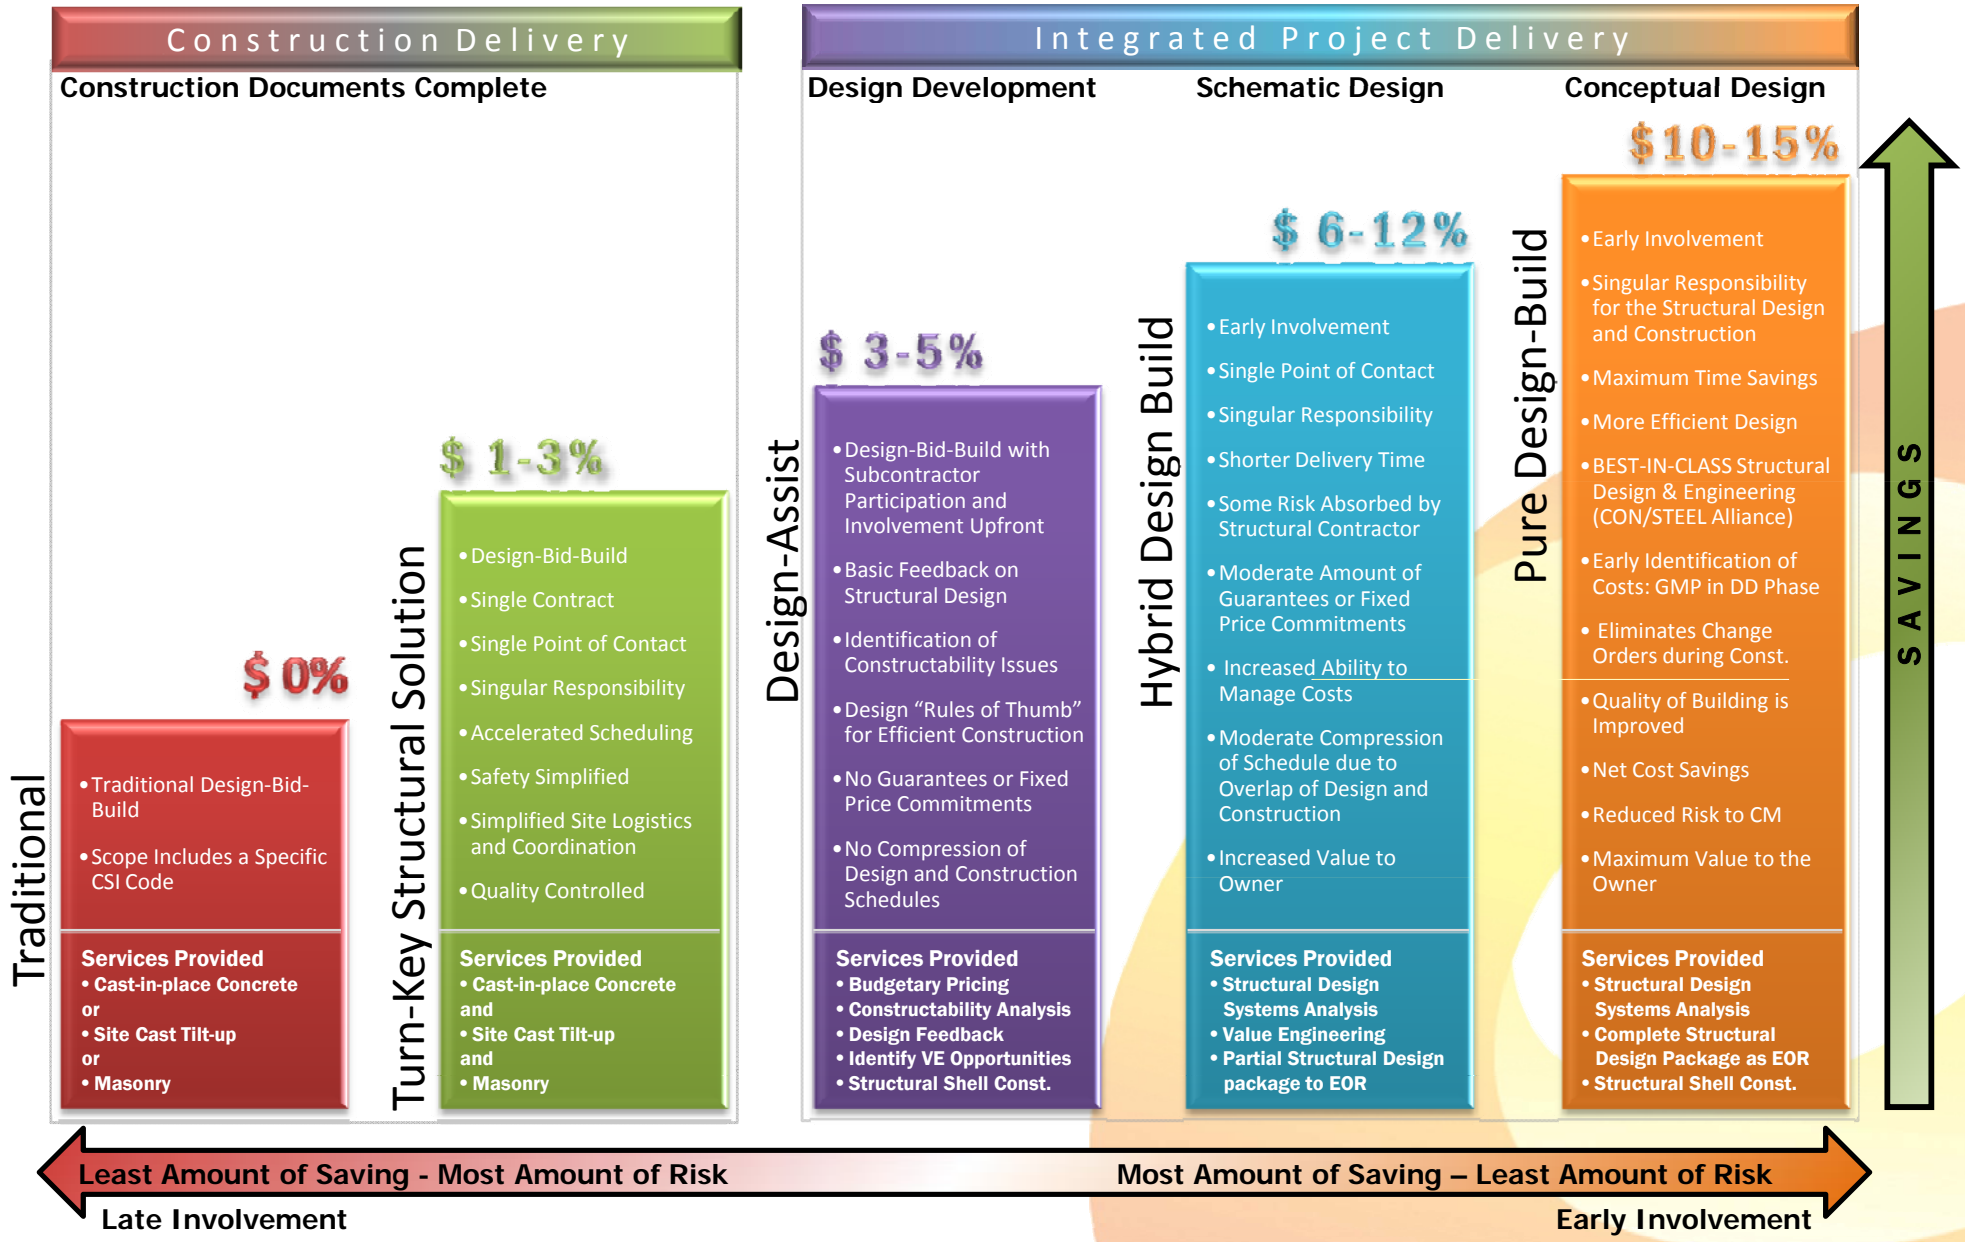 Construction Delivery
Construction Documents Complete
Traditional
$ 0%
•Traditional Design-Bid-
Build
•Scope Includes a Specific
CSI Code
Services Provided
• Cast-in-place Concrete
or
• Site Cast Tilt-up
or
• Masonry
Turn-Key Structural Solution
$ 1-3%
•Design-Bid-Build
•Single Contract
•Single Point of Contact
•Singular Responsibility
•Accelerated Scheduling
•Safety Simplified
•Simplified Site Logistics
and Coordination
•Quality Controlled
Services Provided
• Cast-in-place Concrete
and
• Site Cast Tilt-up
and
• Masonry
Integrated Project Delivery
Design Development
Design-Assist
$ 3-5%
•Design-Bid-Build with
Subcontractor
Participation and
Involvement Upfront
•Basic Feedback on
Structural Design
•Identification of
Constructability Issues
•Design “Rules of Thumb”
for Efficient Construction
•No Guarantees or Fixed
Price Commitments
•No Compression of
Design and Construction
Schedules
Services Provided
• Budgetary Pricing
• Constructability Analysis
• Design Feedback
• Identify VE Opportunities
• Structural Shell Const.
Schematic Design
Hybrid Design Build
$ 6-12%
•Early Involvement
•Single Point of Contact
•Singular Responsibility
•Shorter Delivery Time
•Some Risk Absorbed by
Structural Contractor
•Moderate Amount of
Guarantees or Fixed
Price Commitments
• Increased Ability to
Manage Costs
•Moderate Compression
of Schedule due to
Overlap of Design and
Construction
•Increased Value to
Owner
Services Provided
• Structural Design
Systems Analysis
• Value Engineering
• Partial Structural Design
package to EOR
Conceptual Design
Pure Design-Build
$10-15%
•Early Involvement
•Singular Responsibility
for the Structural Design
and Construction
•Maximum Time Savings
•More Efficient Design
•BEST-IN-CLASS Structural
Design & Engineering
(CON/STEEL Alliance)
•Early Identification of
Costs: GMP in DD Phase
• Eliminates Change
Orders during Const.
•Quality of Building is
Improved
•Net Cost Savings
•Reduced Risk to CM
•Maximum Value to the
Owner
Services Provided
• Structural Design
Systems Analysis
• Complete Structural
Design Package as EOR
• Structural Shell Const.
SAVINGS
Least Amount of Saving - Most Amount of Risk
Most Amount of Saving – Least Amount of Risk
Late Involvement
Early Involvement